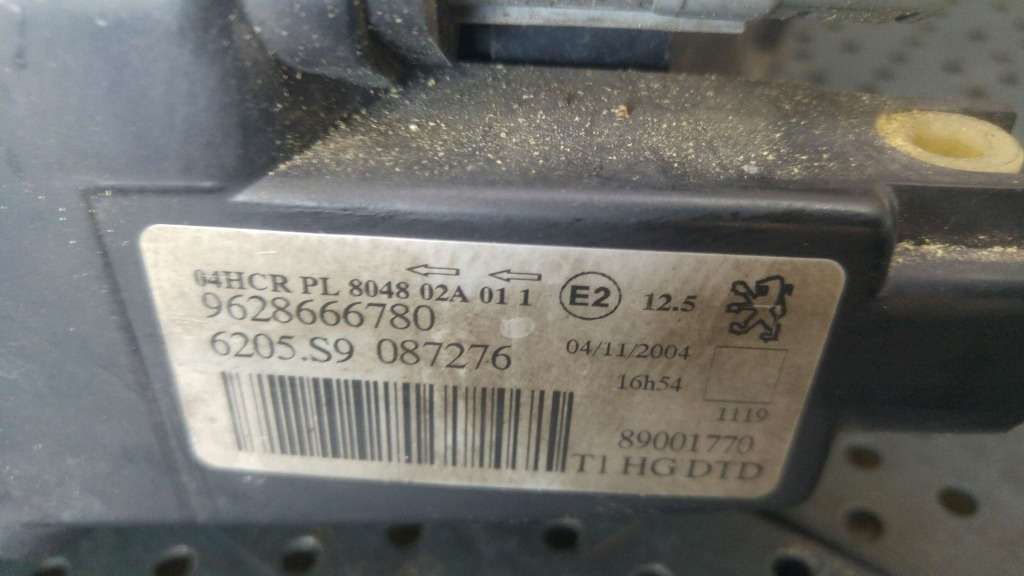 04HCR PL 8048 02A 01 1 E2 12.5
9628666780
6205.S9 087276 04/11/2004
16h54
1119
89001770
T1 HG DTD